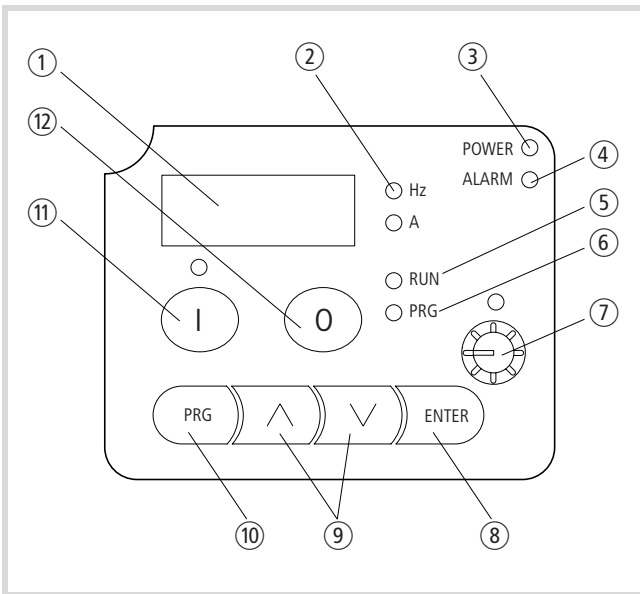 ① ② ③
⑫ POWER ④
ALARM
Hz
⑪ A ⑤
RUN ⑥
PRG
I 0 ⑦
PRG ENTER
⑩ ⑨ ⑧